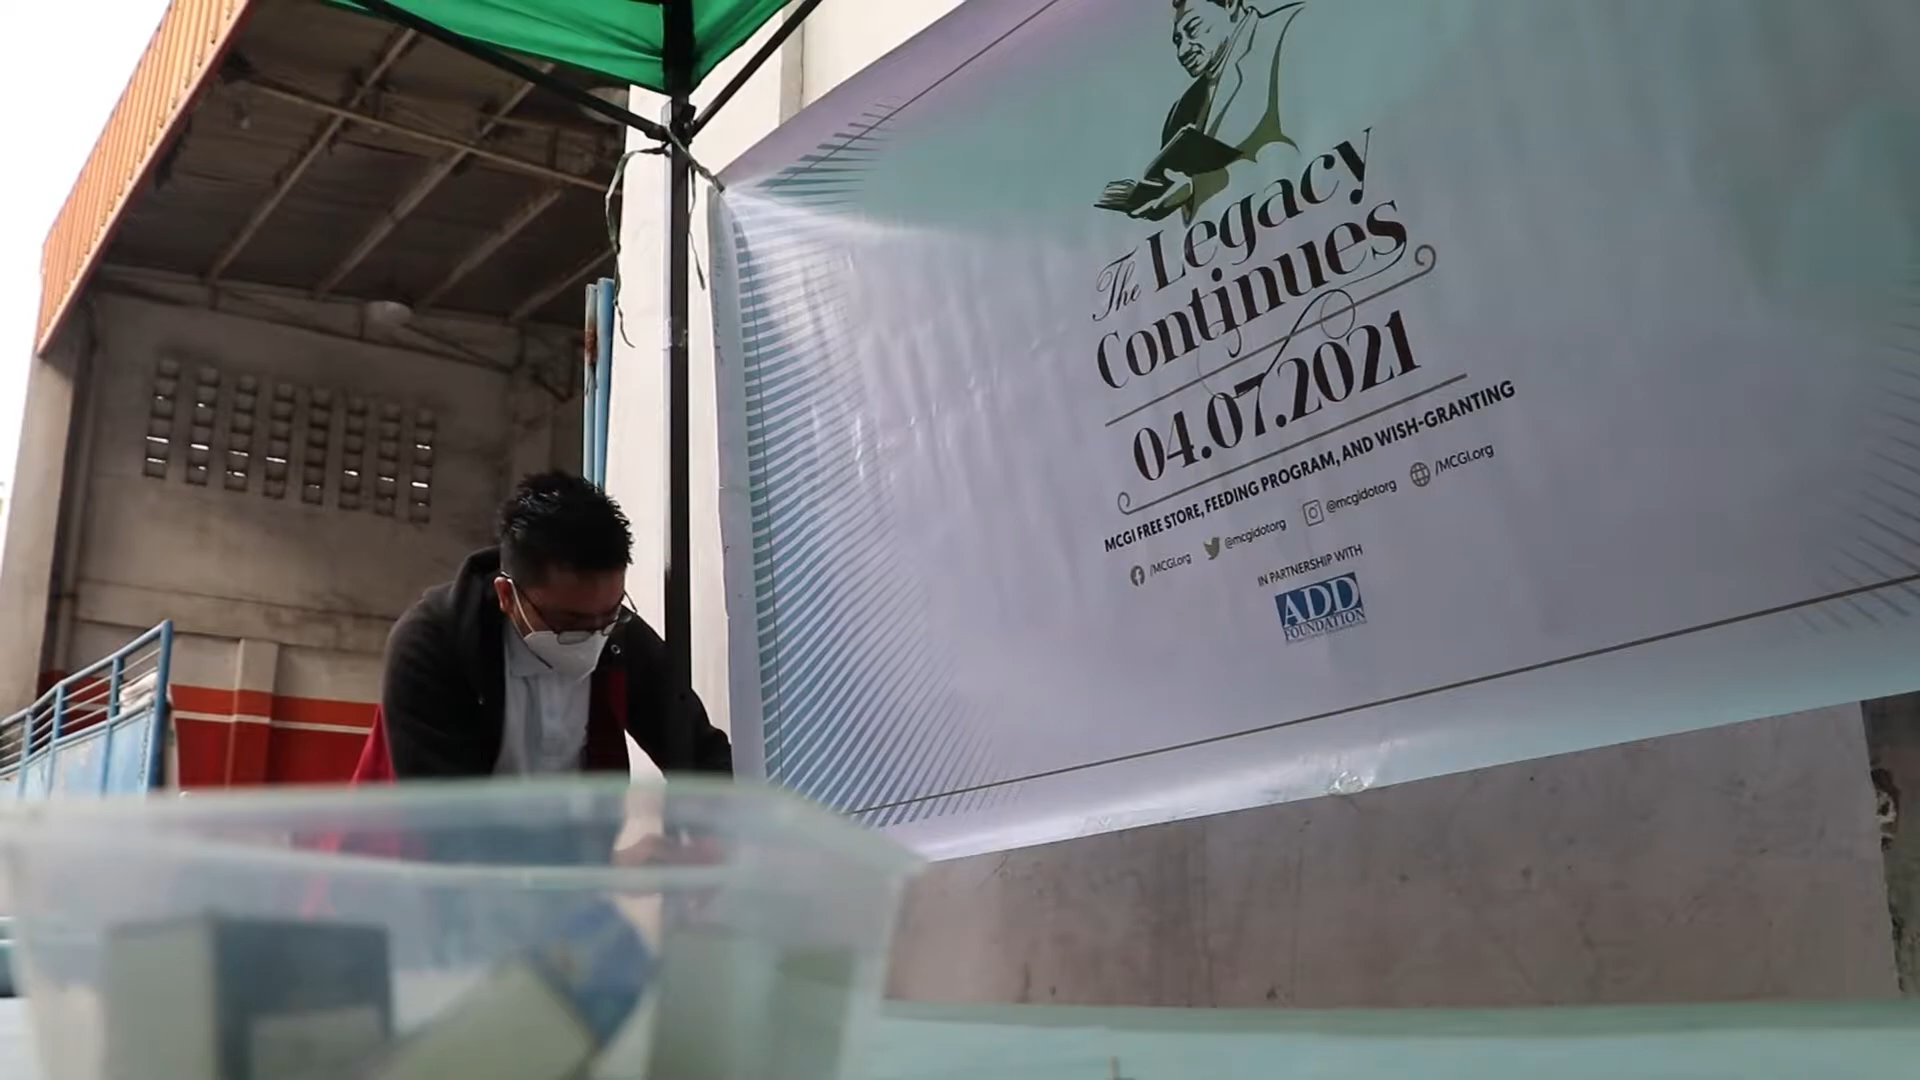 The Legacy
Continues
04.07.2021
MCGI FREE STORE, FEEDING PROGRAM, AND WISH-GRANTING
/MCGI.org @mcgidotorg @mcgidotorg /MCGI.org
IN PARTNERSHIP WITH
ADD
FOUNDATION